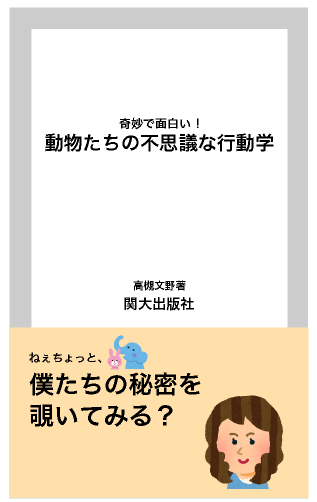 奇妙で面白い！
動物たちの不思議な行動学
高槻文野著
関大出版社
ねぇちょっと、
僕たちの秘密を
覗いてみる？